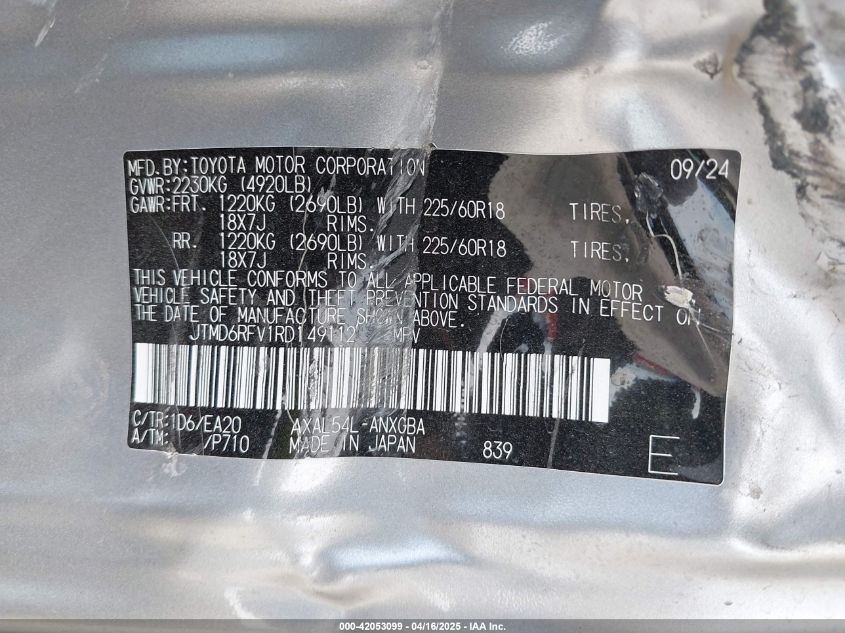 MFD.BY:TOYOTA MOTOR CORPORATION 09/24
GVWR:2230KG (4920LB)
GAWR:FRT. 1220KG (2690LB) WITH 225/60R18 TIRES,
18X7J RIMS.
RR. 1220KG (2690LB) WITH 225/60R18 TIRES,
18X7J RIMS.
THIS VEHICLE CONFORMS TO ALL APPLICABLE FEDERAL MOTOR
VEHICLE SAFETY AND THEFT PREVENTION STANDARDS IN EFFECT ON
THE DATE OF MANUFACTURE SHOWN ABOVE.
JTMD6RFV1RD149112 MPV
C/TR:1D6/EA20 AXAL54L-ANXGBA
A/TM: /P710 MADE IN JAPAN 839 E
000-42053099 - 04/16/2025 - IAA Inc.